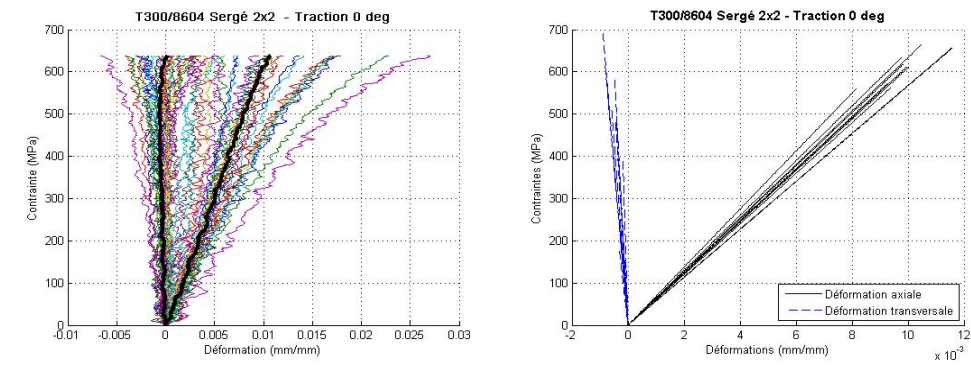 T300/8604 Sergé 2x2 - Traction 0 deg
700
600
500
400
300
200
100
0
Contrainte (MPa)
-0.01 -0.005 0 0.005 0.01 0.015 0.02 0.025 0.03
Déformation (mm/mm)
T300/8604 Sergé 2x2 - Traction 0 deg
700
600
500
400
300
200
100
0
Contraintes (MPa)
Déformation axiale
Déformation transversale
-2 0 2 4 6 8 10 12
Déformations (mm/mm)
x 10⁻³